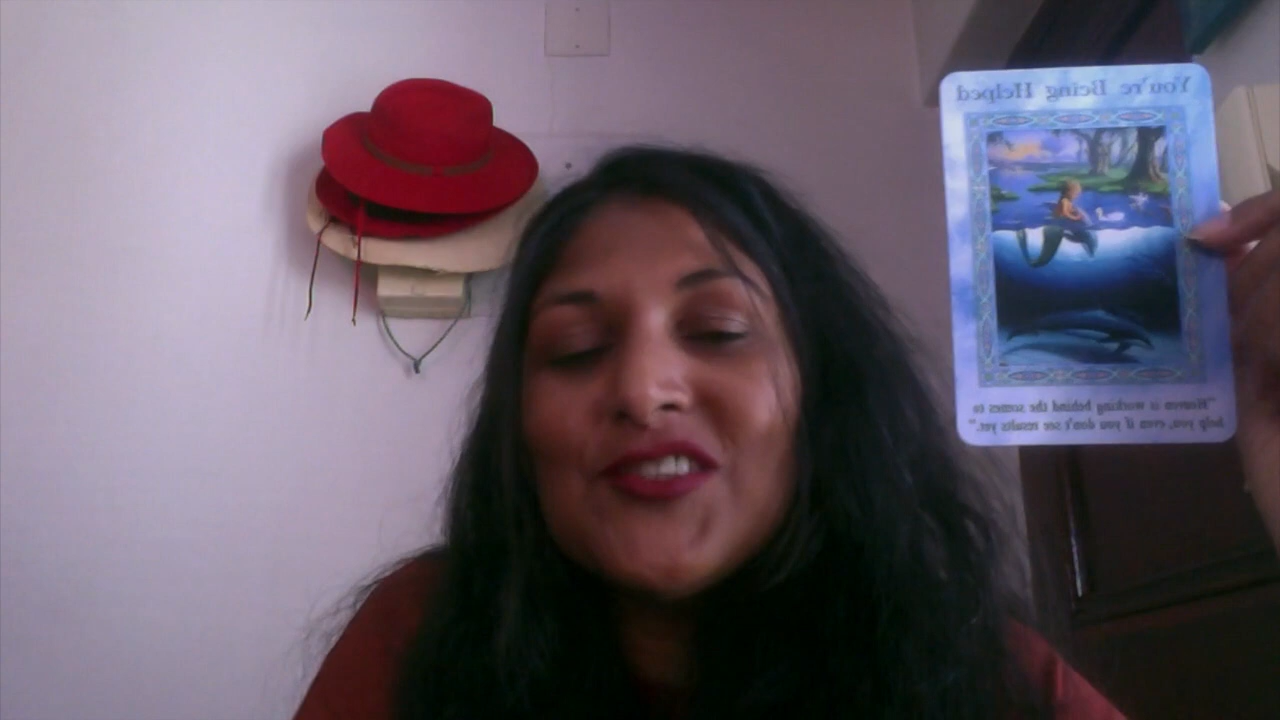 You're Being Helped
"Heaven is working behind the scenes to
help you, even if you don't see results yet."